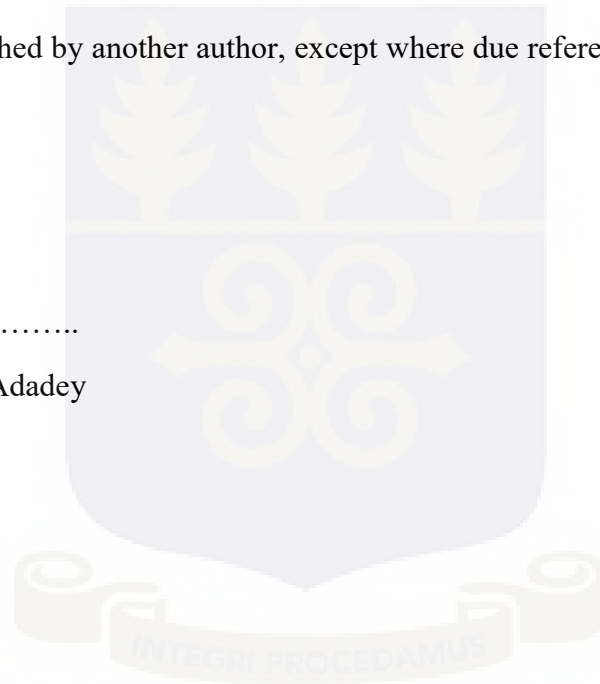 hed by another author, except where due refere
……..
Adadey
INTEGRI PROCEDAMUS